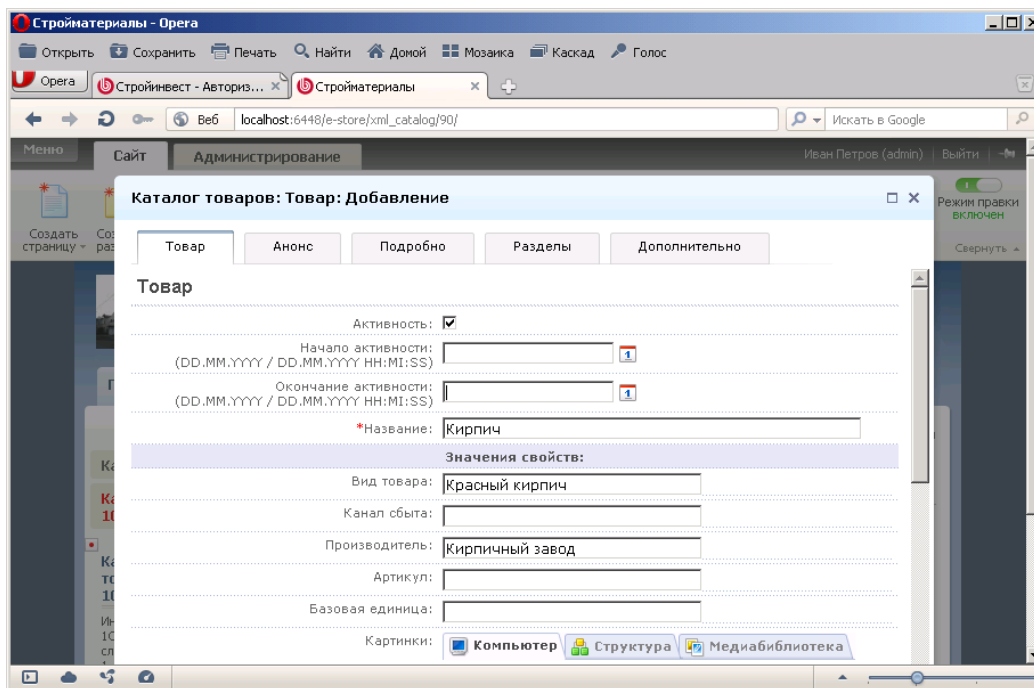 Стройматериалы - Opera
Открыть Сохранить Печать Найти Домой Мозаика Каскад Голос
Opera Стройинвест - Авториз... Стройматериалы
Веб localhost:6448/e-store/xml_catalog/90/ Искать в Google
Меню Сайт Администрирование Иван Петров (admin) Выйти
Каталог товаров: Товар: Добавление
Режим правки
включен
Создать
страницу
Свернуть
Товар Анонс Подробно Разделы Дополнительно
Товар
Активность:
Начало активности:
(DD.MM.YYYY / DD.MM.YYYY HH:MI:SS)
Окончание активности:
(DD.MM.YYYY / DD.MM.YYYY HH:MI:SS)
*Название: Кирпич
Значения свойств:
Вид товара: Красный кирпич
Канал сбыта:
Производитель: Кирпичный завод
Артикул:
Базовая единица:
Картинки: Компьютер Структура Медиабиблиотека